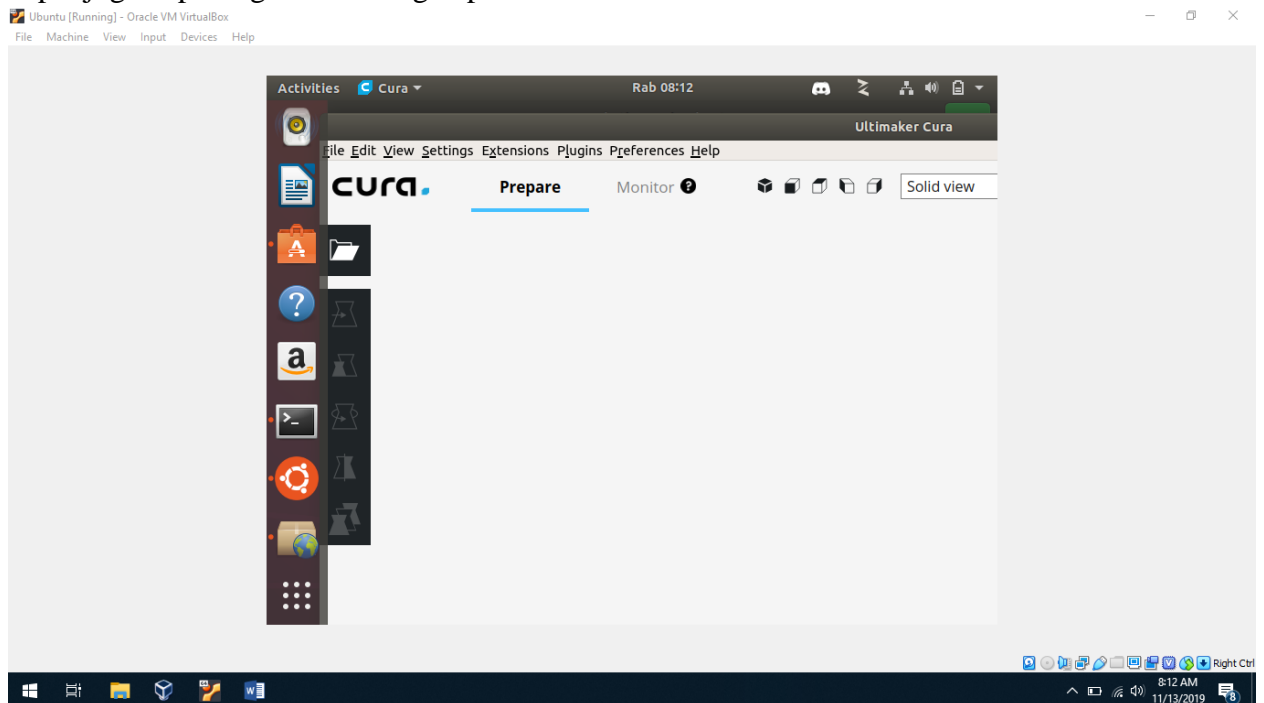 Ubuntu [Running] - Oracle VM VirtualBox
File Machine View Input Devices Help
Activities Cura Rab 08:12
Ultimaker Cura
File Edit View Settings Extensions Plugins Preferences Help
cura. Prepare Monitor ? Solid view
Right Ctrl
8:12 AM
11/13/2019 8